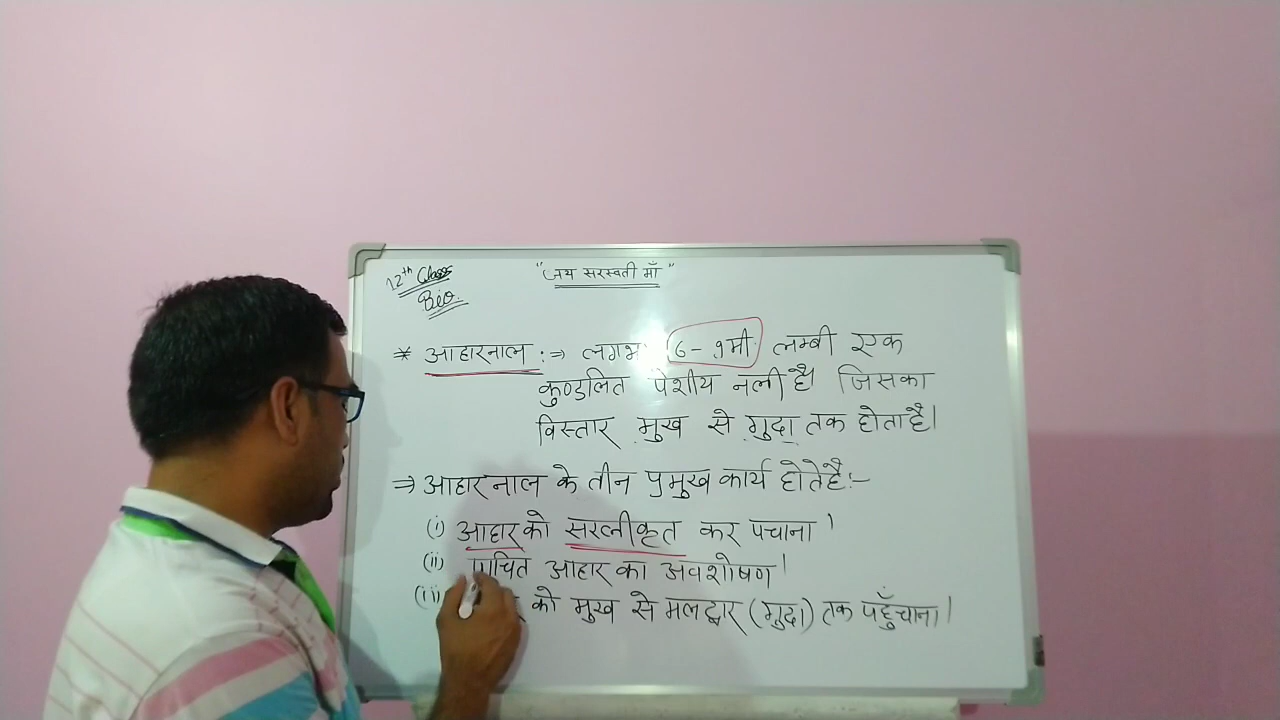 12th Class
Bio.
"जय सरस्वती माँ"
* आहारनाल :⇒ लगभग 6-9मी लम्बी एक
कुण्डलित पेशीय नली है। जिसका
विस्तार मुख से गुदा तक होता है।
⇒ आहारनाल के तीन प्रमुख कार्य होते है:-
(i) आहार को सरलीकृत कर पचाना।
(ii) पाचित आहार का अवशोषण।
(iii) को मुख से मलद्वार (गुदा) तक पहुँचाना।